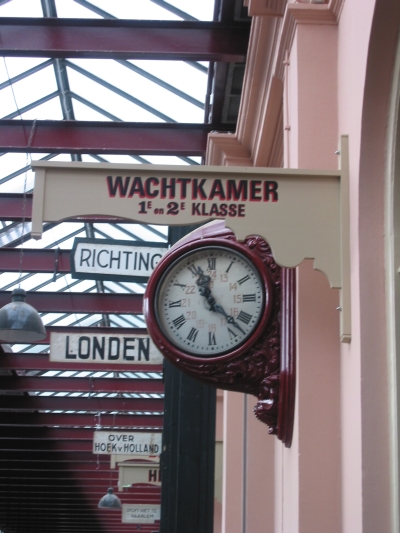 WACHTKAMER
1E en 2E KLASSE
RICHTING
LONDEN
OVER
HOEK v HOLLAND